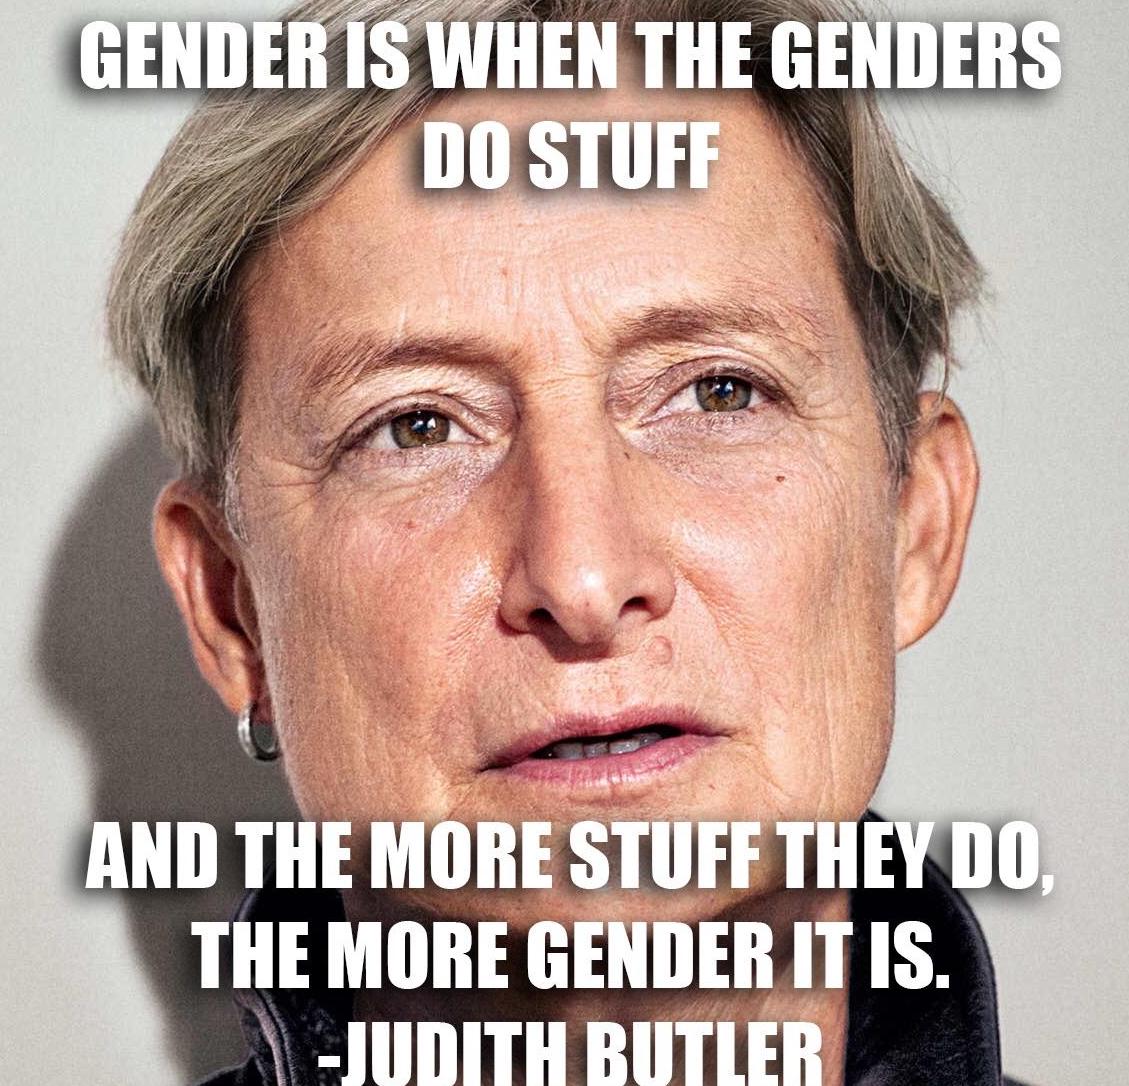 GENDER IS WHEN THE GENDERS
DO STUFF
AND THE MORE STUFF THEY DO,
THE MORE GENDER IT IS.
-JUDITH BUTLER